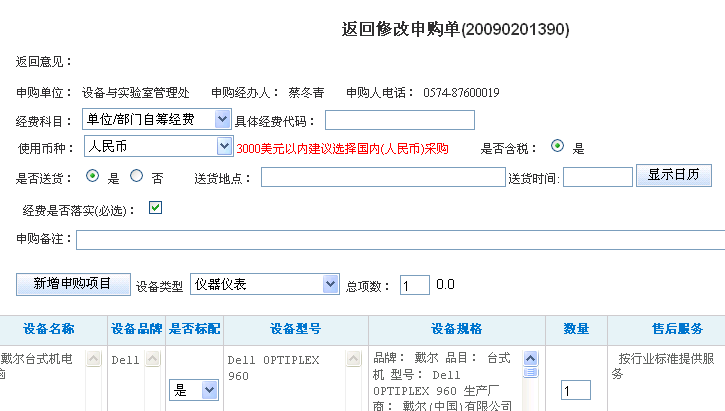 返回修改申购单(20090201390)
返回意见：
申购单位： 设备与实验室管理处 申购经办人： 蔡冬青 申购人电话： 0574-87600019
经费科目： 单位/部门自筹经费 具体经费代码：
使用币种： 人民币 3000美元以内建议选择国内(人民币)采购 是否含税： 是
是否送货： 是 否 送货地点： 送货时间: 显示日历
经费是否落实(必选)：
申购备注：
新增申购项目 设备类型 仪器仪表 总项数： 1 0.0
设备名称 设备品牌 是否标配 设备型号 设备规格 数量 售后服务
戴尔台式机电脑
Dell
是
Dell OPTIPLEX
960
品牌： 戴尔 品目： 台式
机 型号： Dell
OPTIPLEX 960 生产厂
商： 戴尔(中国)有限公司
1
按行业标准提供服
务